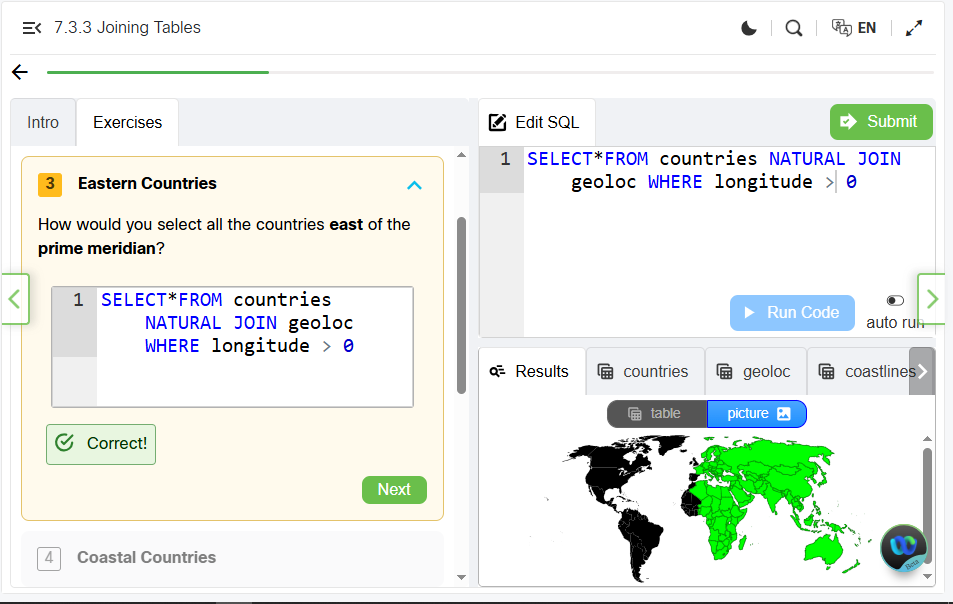 7.3.3 Joining Tables
EN
Intro
Exercises
Edit SQL
Submit
3
Eastern Countries
How would you select all the countries east of the
prime meridian?
1
SELECT*FROM countries
NATURAL JOIN geoloc
WHERE longitude > 0
Correct!
Next
4
Coastal Countries
1
SELECT*FROM countries NATURAL JOIN
geoloc WHERE longitude > 0
Run Code
auto run
Results
countries
geoloc
coastlines
table
picture
Beta